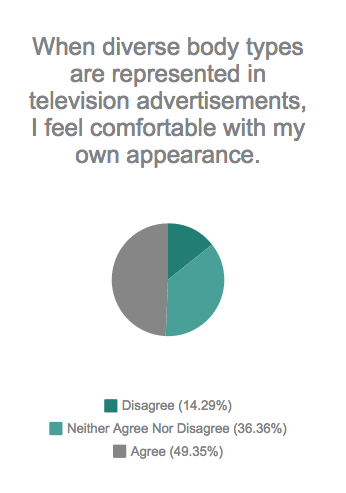 When diverse body types
are represented in
television advertisements,
I feel comfortable with my
own appearance.
Disagree (14.29%)
Neither Agree Nor Disagree (36.36%)
Agree (49.35%)